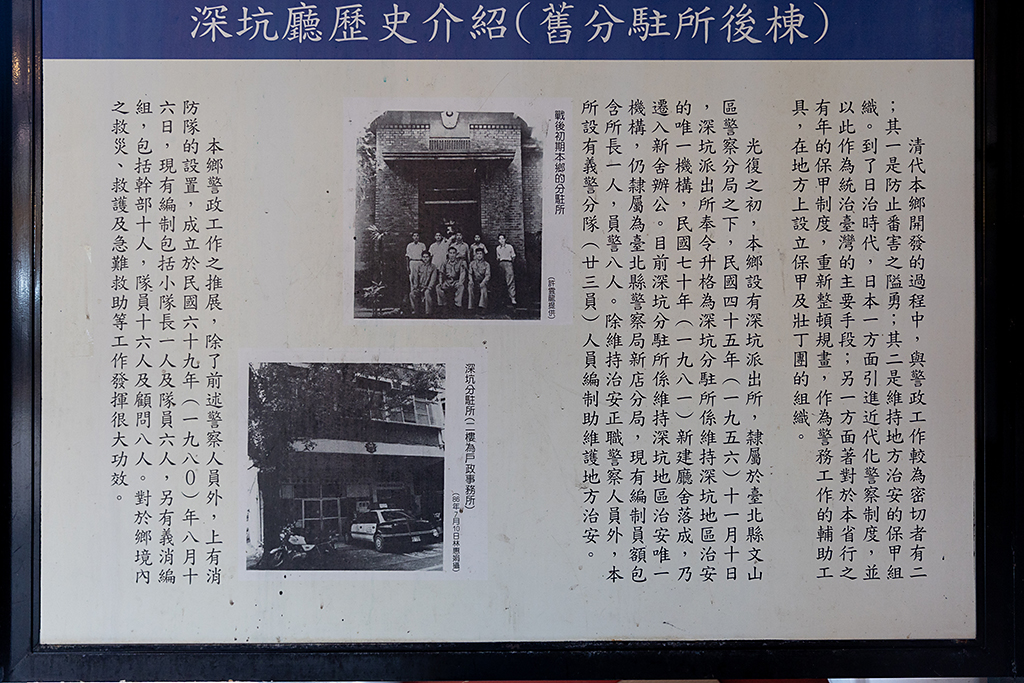 深坑廳歷史介紹(舊分駐所後棟)
清代本鄉開發的過程中，與警政工作較為密切者有二
；其一是防止番害之隘勇；其二是維持地方治安的保甲組
織。到了日治時代，日本一方面引進近代化警察制度，並
以此作為統治臺灣的主要手段；另一方面著對於本省行之
有年的保甲制度，重新整頓規畫，作為警務工作的輔助工
具，在地方上設立保甲及壯丁團的組織。
光復之初，本鄉設有深坑派出所，隸屬於臺北縣文山
區警察分局之下，民國四十五年（一九五六）十一月十日
，深坑派出所奉令升格為深坑分駐所係維持深坑地區治安
的唯一機構，民國七十年（一九八一）新建廳舍落成，乃
遷入新舍辦公。目前深坑分駐所係維持深坑地區治安唯一
機構，仍隸屬為臺北縣警察局新店分局，現有編制員額包
含所長一人，員警八人。除維持治安正職警察人員外，本
所設有義警分隊（廿三員）人員編制助維護地方治安。
戰後初期本鄉的分駐所
(許雲龍提供)
深坑分駐所(二樓為戶政事務所)
(86年7月10日林惠娟攝)
本鄉警政工作之推展，除了前述警察人員外，上有消
防隊的設置，成立於民國六十九年（一九八０）年八月十
六日，現有編制包括小隊長一人及隊員六人，另有義消編
組，包括幹部十人，隊員十六人及顧問八人。對於鄉境內
之救災、救護及急難救助等工作發揮很大功效。